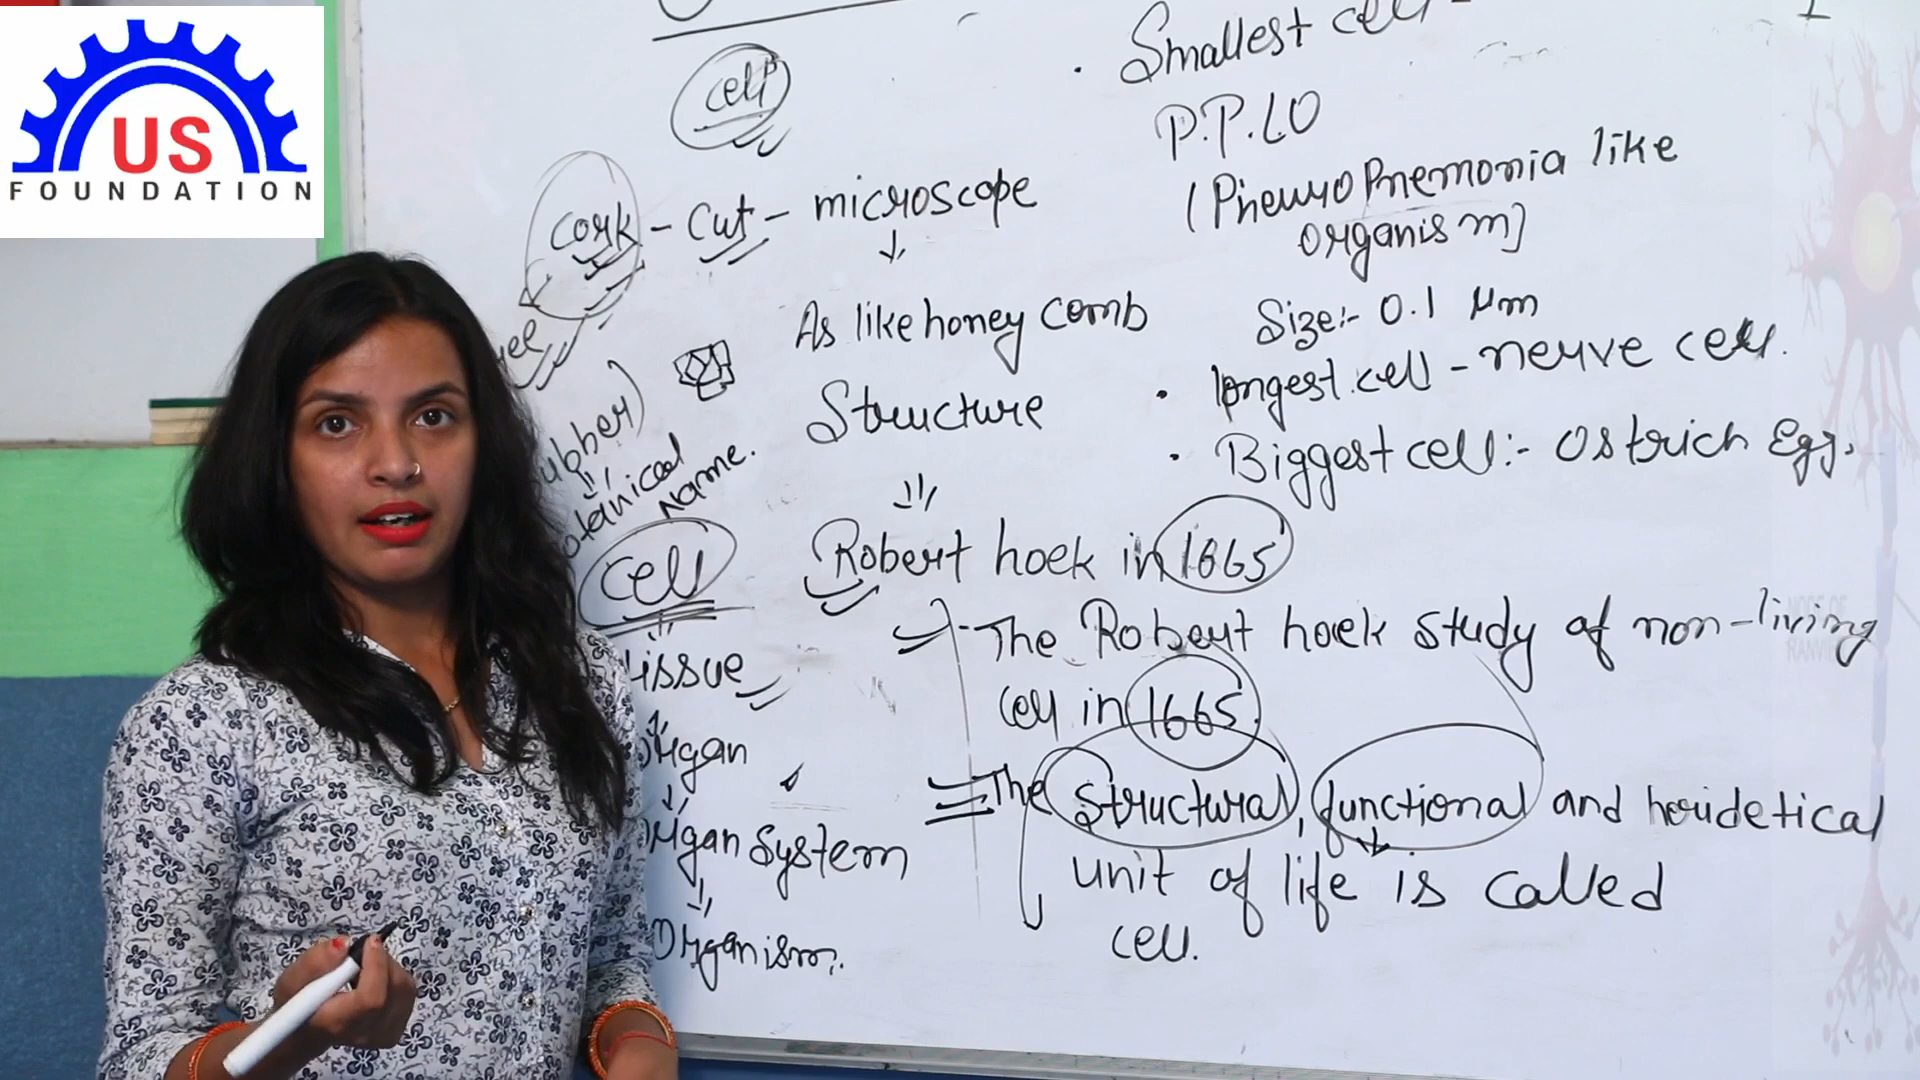 US
FOUNDATION
Cell
Cork - Cut - microscope
As like honey comb
Structure
Botanical
Name.
Robert hoek in 1665
Cell
tissue
Organ
Organ System
Organism.
The Robert hoek study of non-living
Cell in 1665.
The Structural, functional and heridetical
unit of life is called
cell.
Smallest cell -
P.P.LO
(Pneuro Pnemonia like
organism)
Size:- 0.1 μm
longest cell - nerve cell.
Biggest cell:- Ostrich Egg.